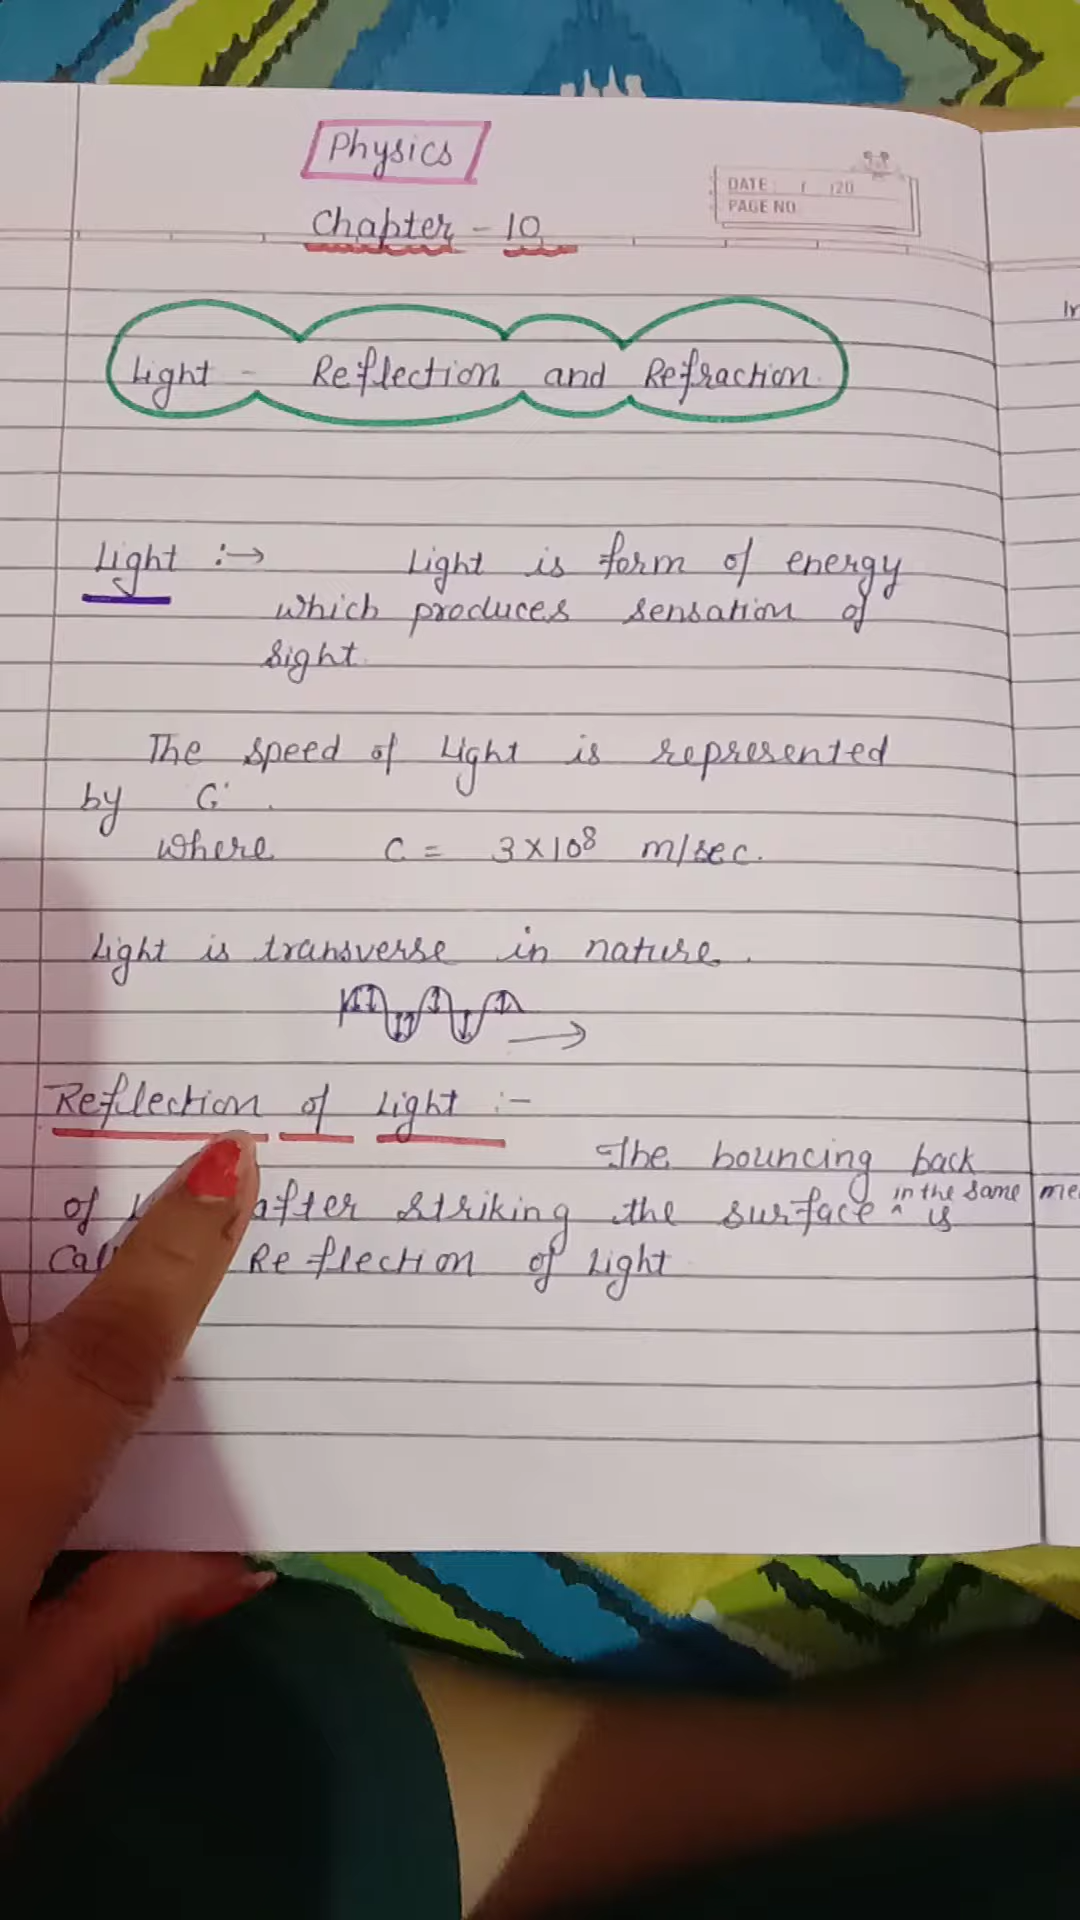 Physics
DATE / /20
PAGE NO.
Chapter - 10
Light - Reflection and Refraction
Light :→ Light is form of energy
which produces sensation of
sight.
The speed of Light is represented
by C.
where C = 3×10⁸ m/sec.
Light is transverse in nature.
Reflection of Light :-
The bouncing back
of after striking the surface ^ in the same is
Reflection of Light